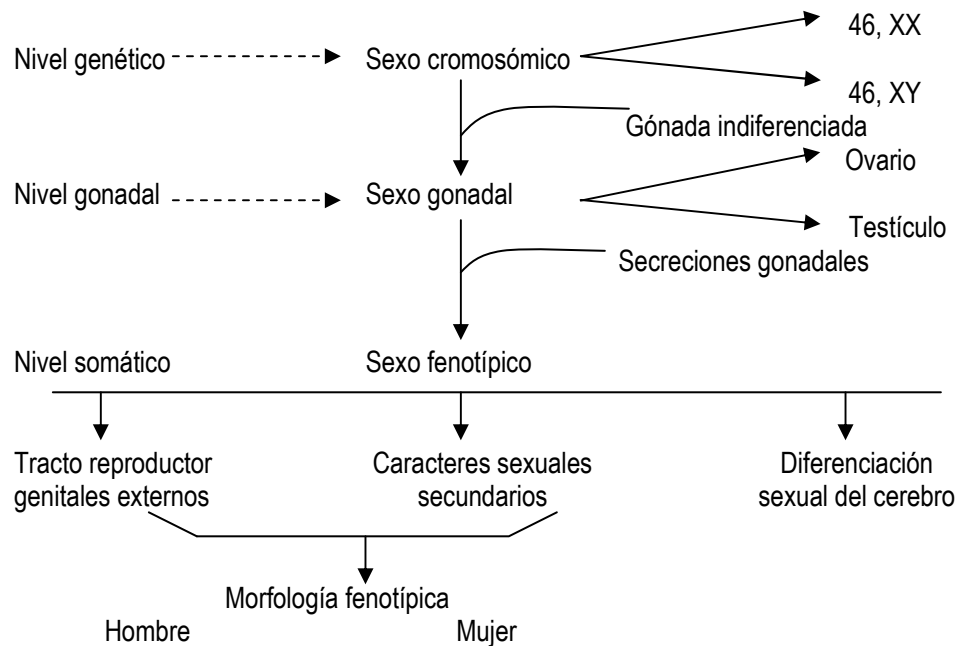 46, XX
Nivel genético
Sexo cromosómico
46, XY
Gónada indiferenciada
Ovario
Nivel gonadal
Sexo gonadal
Testículo
Secreciones gonadales
Nivel somático
Sexo fenotípico
Tracto reproductor
genitales externos
Caracteres sexuales
secundarios
Diferenciación
sexual del cerebro
Morfología fenotípica
Hombre
Mujer